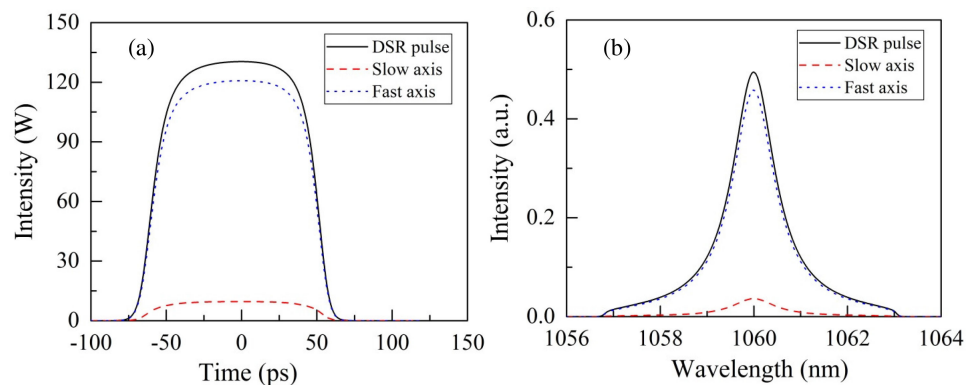 (a)
DSR pulse
Slow axis
Fast axis
Intensity (W)
150
120
90
60
30
0
-100
-50
0
50
100
150
Time (ps)
(b)
DSR pulse
Slow axis
Fast axis
Intensity (a.u.)
0.6
0.4
0.2
0.0
1056
1058
1060
1062
1064
Wavelength (nm)